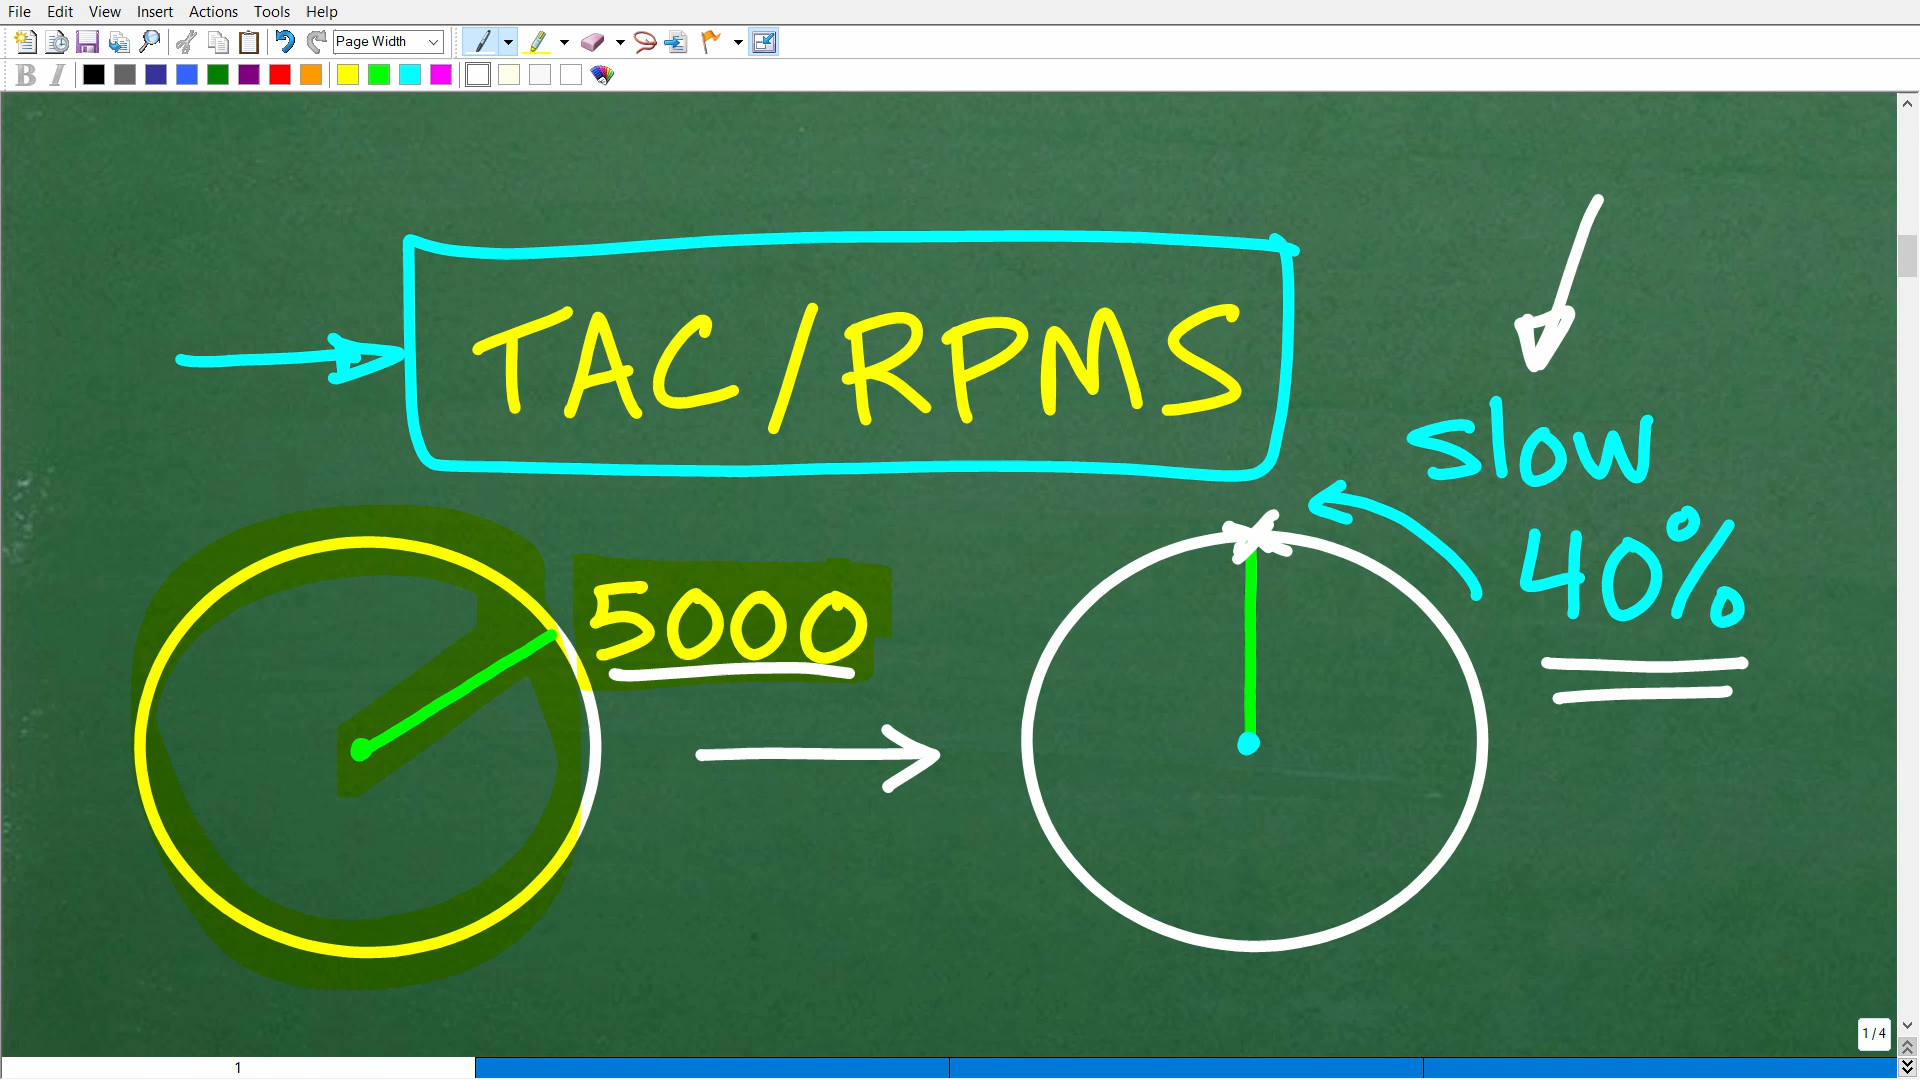 File Edit View Insert Actions Tools Help
Page Width
B I
TAC/RPMS
slow
40%
5000
1 / 4
1